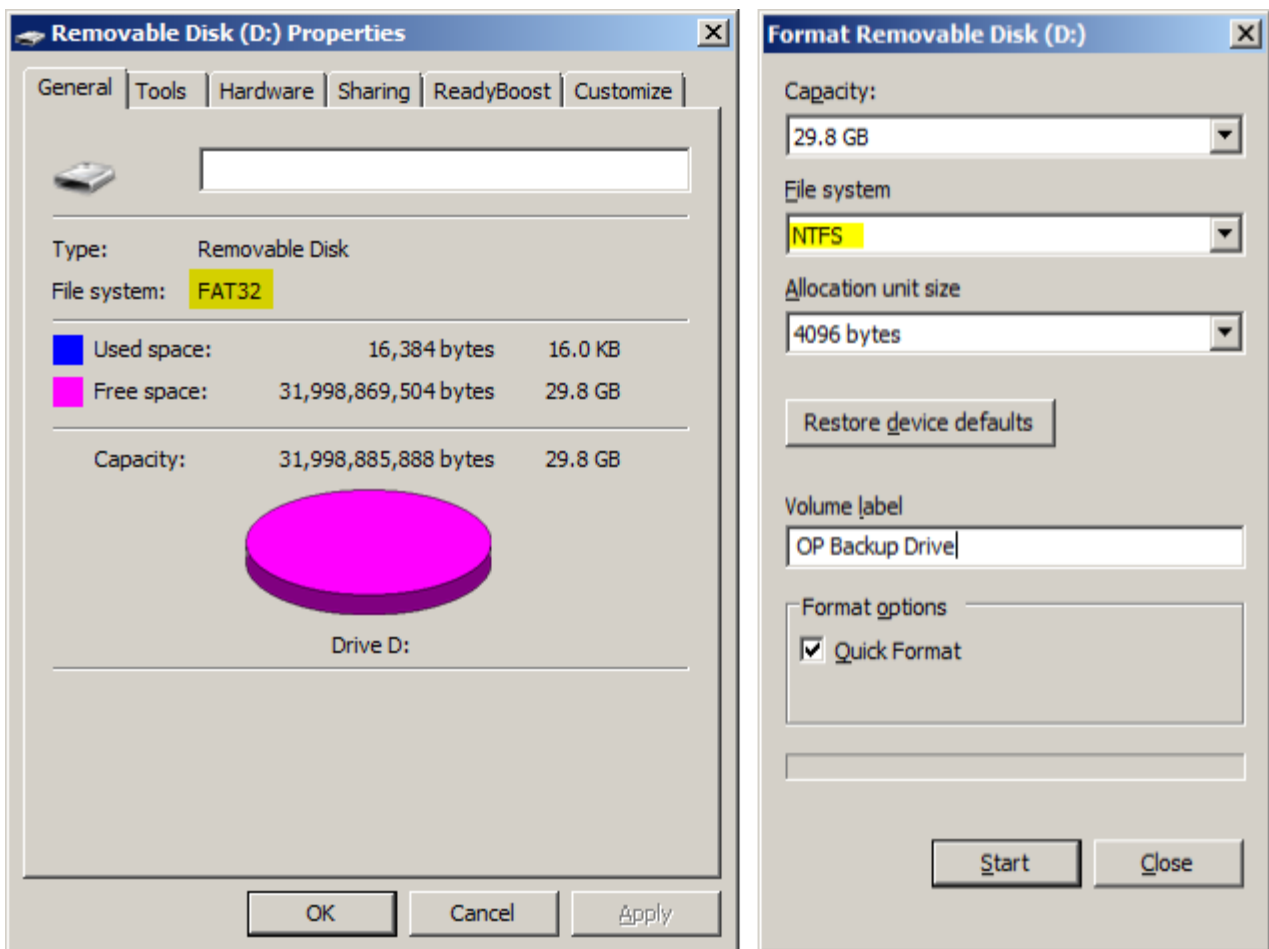 Removable Disk (D:) Properties
General Tools Hardware Sharing ReadyBoost Customize
Type: Removable Disk
File system: FAT32
Used space: 16,384 bytes 16.0 KB
Free space: 31,998,869,504 bytes 29.8 GB
Capacity: 31,998,885,888 bytes 29.8 GB
Drive D:
OK Cancel Apply
Format Removable Disk (D:)
Capacity:
29.8 GB
File system
NTFS
Allocation unit size
4096 bytes
Restore device defaults
Volume label
OP Backup Drive
Format options
Quick Format
Start Close